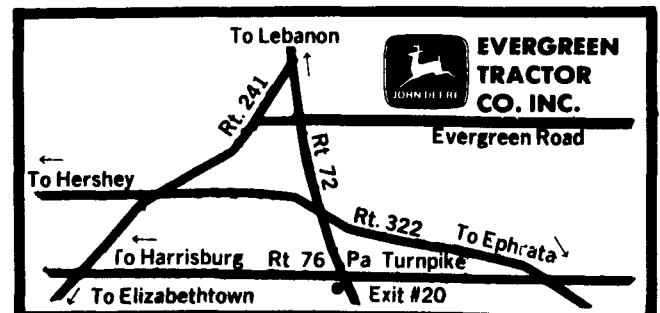 To Lebanon
EVERGREEN
TRACTOR
CO. INC.
JOHN DEERE
Rt. 241
Evergreen Road
Rt 72
To Hershey
Rt. 322
To Ephrata
To Harrisburg Rt 76 Pa Turnpike
To Elizabethtown Exit #20